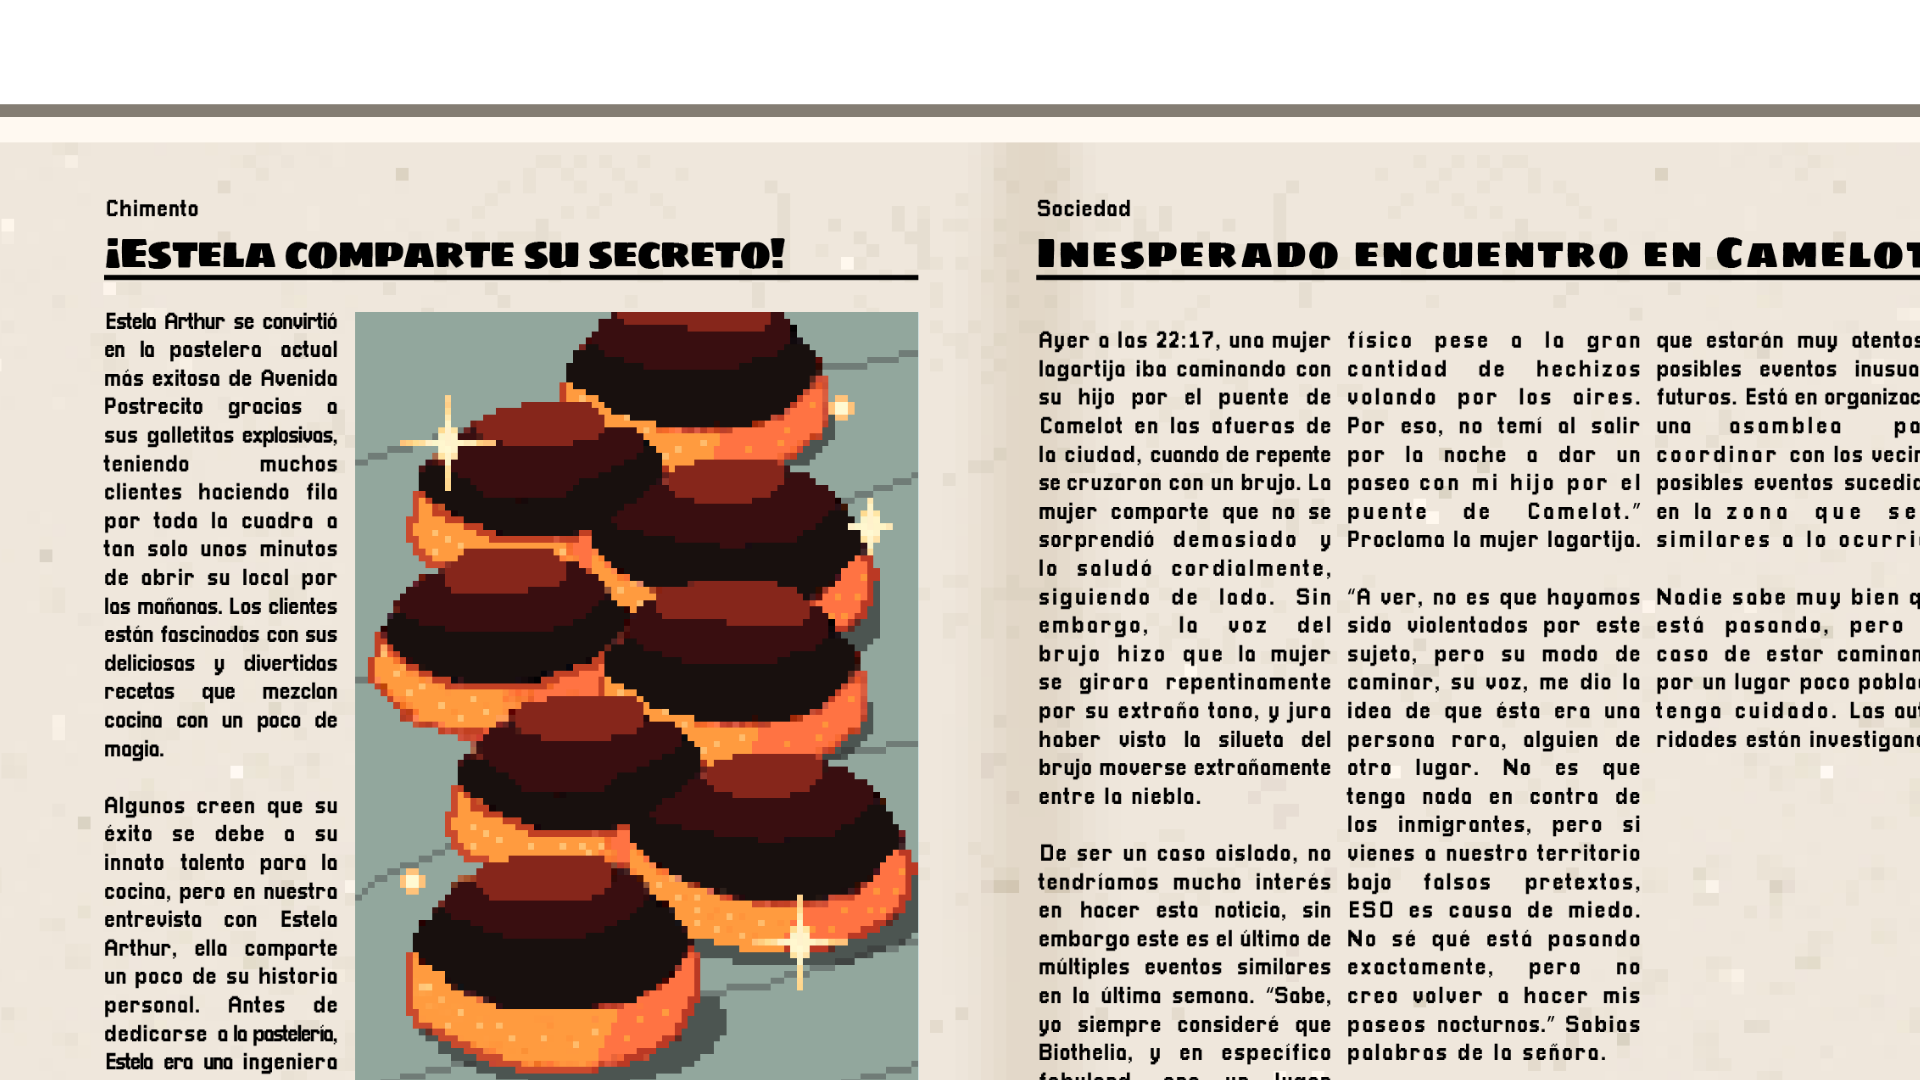 Chimento
¡Estela comparte su secreto!
Estela Arthur se convirtió
en la pastelera actual
más exitosa de Avenida
Postrecito gracias a
sus galletitas explosivas,
teniendo muchos
clientes haciendo fila
por toda la cuadra a
tan solo unos minutos
de abrir su local por
las mañanas. Los clientes
están fascinados con sus
deliciosas y divertidas
recetas que mezclan
cocina con un poco de
magia.
Algunos creen que su
éxito se debe a su
innato talento para la
cocina, pero en nuestra
entrevista con Estela
Arthur, ella comparte
un poco de su historia
personal. Antes de
dedicarse a la pastelería,
Estela era una ingeniera
Sociedad
Inesperado encuentro en Camelot
Ayer a las 22:17, una mujer
lagartija iba caminando con
su hijo por el puente de
Camelot en las afueras de
la ciudad, cuando de repente
se cruzaron con un brujo. La
mujer comparte que no se
sorprendió demasiado y
lo saludó cordialmente,
siguiendo de lado. Sin
embargo, la voz del
brujo hizo que la mujer
se girara repentinamente
por su extraño tono, y jura
haber visto la silueta del
brujo moverse extrañamente
entre la niebla.
De ser un caso aislado, no
tendríamos mucho interés
en hacer esta noticia, sin
embargo este es el último de
múltiples eventos similares
en la última semana. "Sabe,
yo siempre consideré que
Biothelia, y en específico
físico pese a la gran
cantidad de hechizos
volando por los aires.
Por eso, no temí al salir
por la noche a dar un
paseo con mi hijo por el
puente de Camelot."
Proclama la mujer lagartija.
"A ver, no es que hayamos
sido violentados por este
sujeto, pero su modo de
caminar, su voz, me dio la
idea de que ésta era una
persona rara, alguien de
otro lugar. No es que
tenga nada en contra de
los inmigrantes, pero si
vienes a nuestro territorio
bajo falsos pretextos,
ESO es causa de miedo.
No sé qué está pasando
exactamente, pero no
creo volver a hacer mis
paseos nocturnos." Sabias
palabras de la señora.
que estarán muy atentos
posibles eventos inusua
futuros. Está en organizac
una asamblea pa
coordinar con los vecin
posibles eventos sucedid
en la zona que se
similares a lo ocurri
Nadie sabe muy bien q
está pasando, pero
caso de estar caminan
por un lugar poco pobla
tenga cuidado. Las aut
ridades están investigan